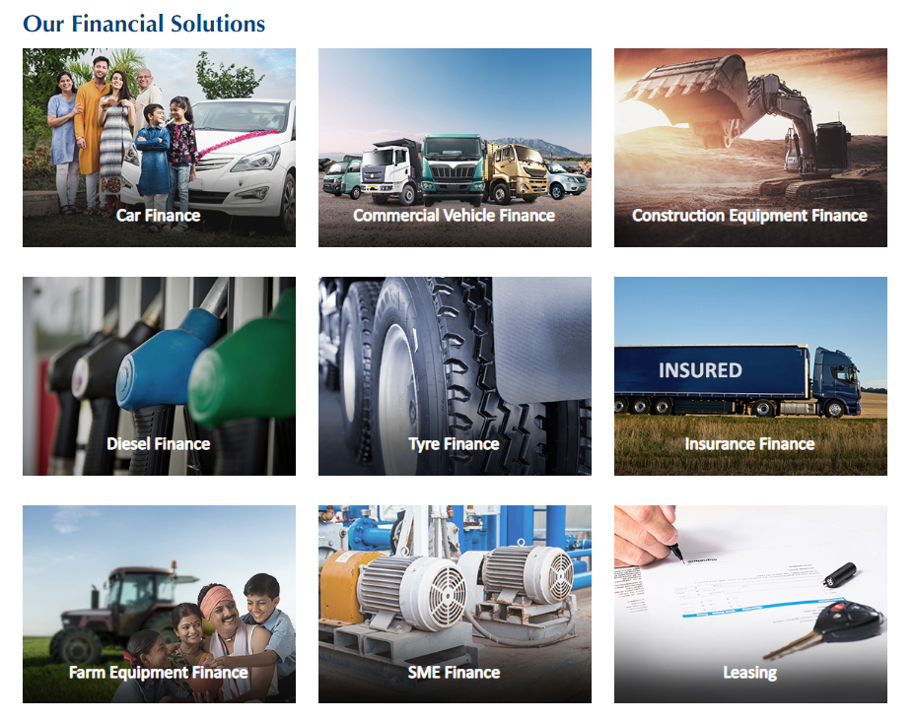 Our Financial Solutions
Car Finance
Commercial Vehicle Finance
Construction Equipment Finance
Diesel Finance
Tyre Finance
INSURED
Insurance Finance
Farm Equipment Finance
SME Finance
Leasing